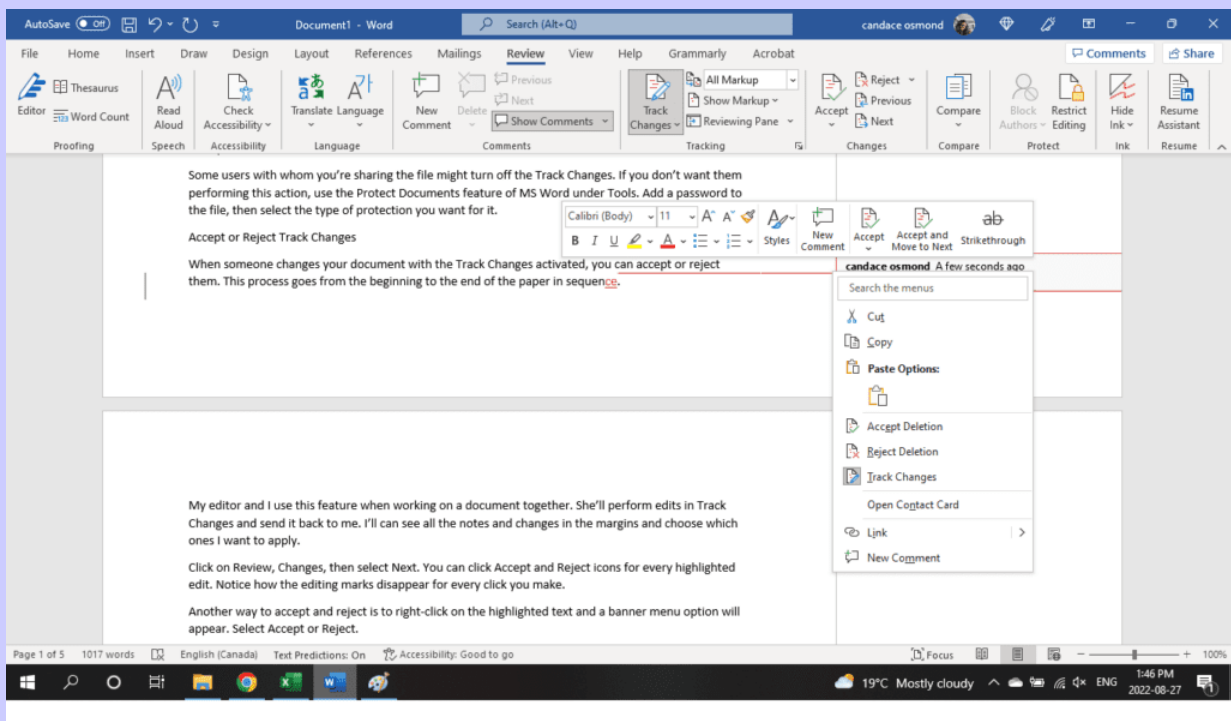 AutoSave Off Document1 - Word Search (Alt+Q) candace osmond
File Home Insert Draw Design Layout References Mailings Review View Help Grammarly Acrobat Comments Share
Editor
Thesaurus
Word Count
Proofing
Read Aloud
Speech
Check Accessibility
Accessibility
Translate Language
Language
New Comment
Delete
Previous
Next
Show Comments
Comments
Track Changes
All Markup
Show Markup
Reviewing Pane
Tracking
Accept
Reject
Previous
Next
Changes
Compare
Compare
Block Authors
Restrict Editing
Protect
Hide Ink
Ink
Resume Assistant
Resume
Some users with whom you're sharing the file might turn off the Track Changes. If you don't want them
performing this action, use the Protect Documents feature of MS Word under Tools. Add a password to
the file, then select the type of protection you want for it.
Accept or Reject Track Changes
When someone changes your document with the Track Changes activated, you can accept or reject
them. This process goes from the beginning to the end of the paper in sequence.
Calibri (Body) 11 A A
B I U A
Styles
New Comment
Accept
Accept and Move to Next
ab
Strikethrough
candace osmond A few seconds ago
Search the menus
Cut
Copy
Paste Options:
Accept Deletion
Reject Deletion
Track Changes
Open Contact Card
Link
New Comment
My editor and I use this feature when working on a document together. She'll perform edits in Track
Changes and send it back to me. I'll can see all the notes and changes in the margins and choose which
ones I want to apply.
Click on Review, Changes, then select Next. You can click Accept and Reject icons for every highlighted
edit. Notice how the editing marks disappear for every click you make.
Another way to accept and reject is to right-click on the highlighted text and a banner menu option will
appear. Select Accept or Reject.
Page 1 of 5 1017 words English (Canada) Text Predictions: On Accessibility: Good to go Focus 100%
19°C Mostly cloudy ENG 1:46 PM
2022-08-27